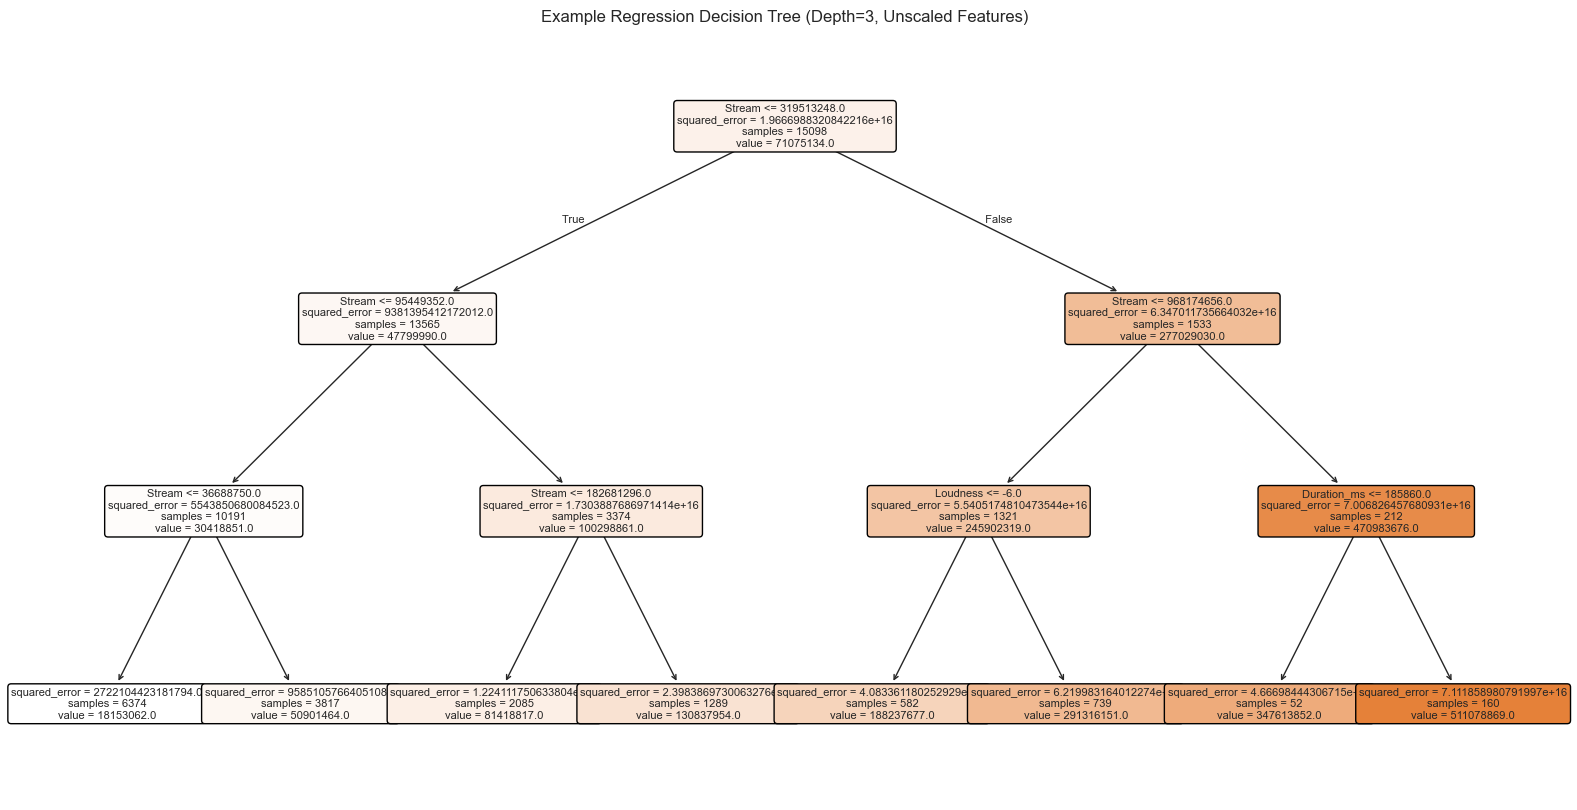 Example Regression Decision Tree (Depth=3, Unscaled Features)
Stream <= 319513248.0
squared_error = 1.9666988320842216e+16
samples = 15098
value = 71075134.0
True
False
Stream <= 95449352.0
squared_error = 9381395412172012.0
samples = 13565
value = 47799990.0
Stream <= 968174656.0
squared_error = 6.347011735664032e+16
samples = 1533
value = 277029030.0
Stream <= 36688750.0
squared_error = 5543850680084523.0
samples = 10191
value = 30418851.0
Stream <= 182681296.0
squared_error = 1.7303887686971414e+16
samples = 3374
value = 100298861.0
Loudness <= -6.0
squared_error = 5.540517481047354​4e+16
samples = 1321
value = 245902319.0
Duration_ms <= 185860.0
squared_error = 7.006826457680931e+16
samples = 212
value = 470983676.0
squared_error = 2722104423181794.0
samples = 6374
value = 18153062.0
squared_error = 9585105766405108
samples = 3817
value = 50901464.0
squared_error = 1.224111750633804e
samples = 2085
value = 81418817.0
squared_error = 2.3983869730063276e
samples = 1289
value = 130837954.0
squared_error = 4.083361180252929e
samples = 582
value = 188237677.0
squared_error = 6.219983164012274e
samples = 739
value = 291316151.0
squared_error = 4.66698444306715e
samples = 52
value = 347613852.0
squared_error = 7.111858980791997e+16
samples = 160
value = 511078869.0